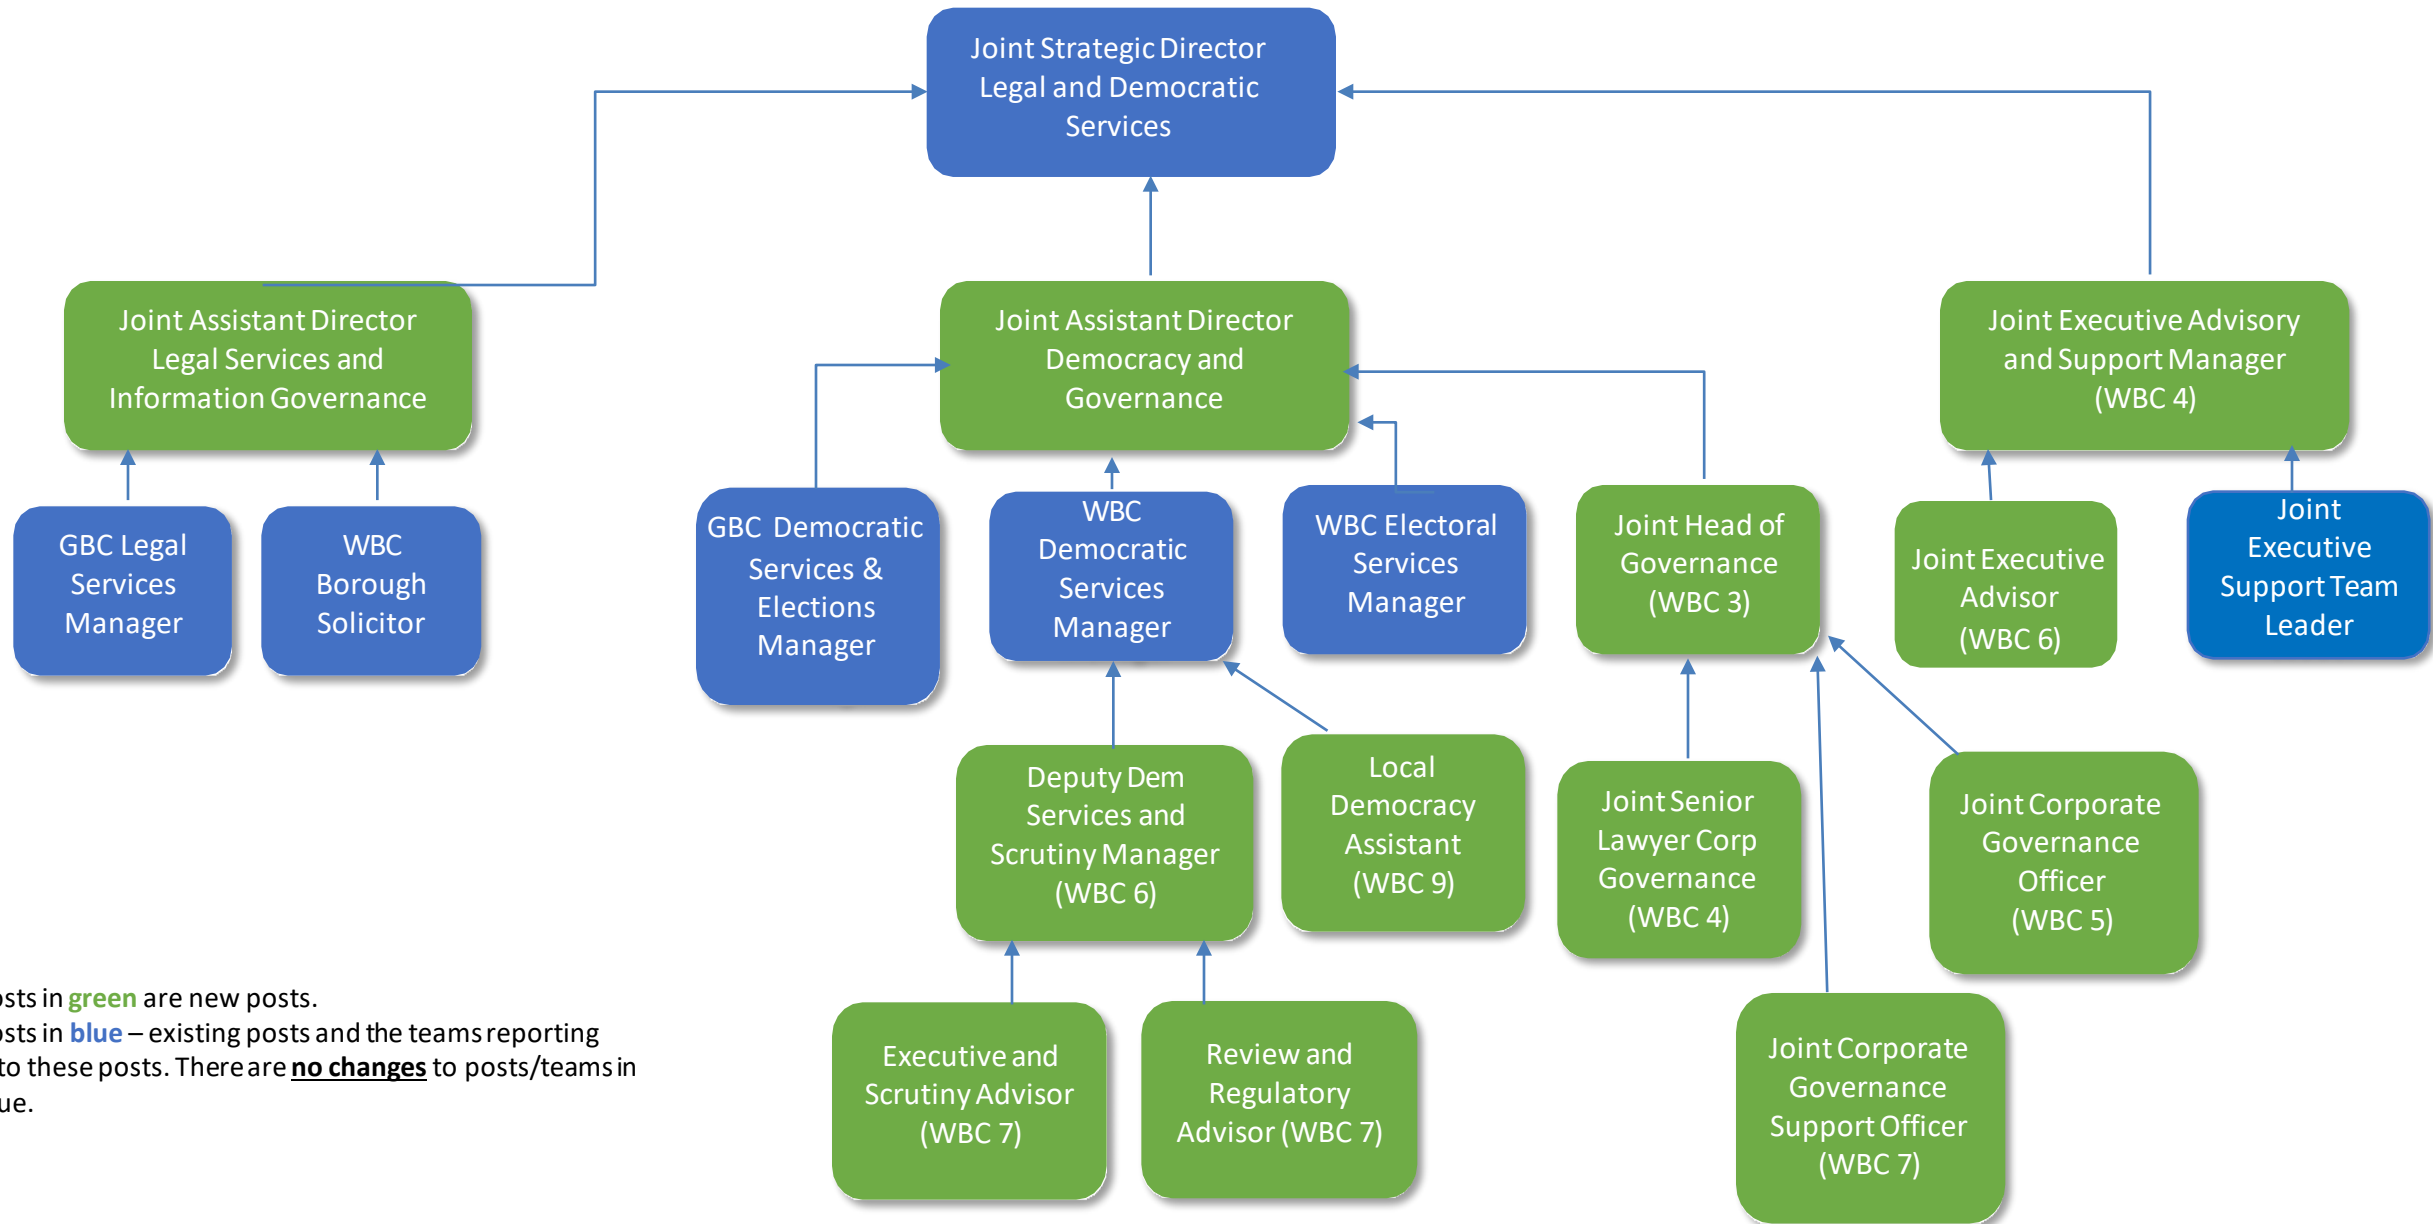 Joint Strategic Director
Legal and Democratic
Services
Joint Assistant Director
Legal Services and
Information Governance
Joint Assistant Director
Democracy and
Governance
Joint Executive Advisory
and Support Manager
(WBC 4)
GBC Legal
Services
Manager
WBC
Borough
Solicitor
GBC Democratic
Services &
Elections
Manager
WBC
Democratic
Services
Manager
WBC Electoral
Services
Manager
Joint Head of
Governance
(WBC 3)
Joint Executive
Advisor
(WBC 6)
Joint
Executive
Support Team
Leader
Deputy Dem
Services and
Scrutiny Manager
(WBC 6)
Local
Democracy
Assistant
(WBC 9)
Joint Senior
Lawyer Corp
Governance
(WBC 4)
Joint Corporate
Governance
Officer
(WBC 5)
Executive and
Scrutiny Advisor
(WBC 7)
Review and
Regulatory
Advisor (WBC 7)
Joint Corporate
Governance
Support Officer
(WBC 7)
osts in green are new posts.
osts in blue – existing posts and the teams reporting
to these posts. There are no changes to posts/teams in
ue.